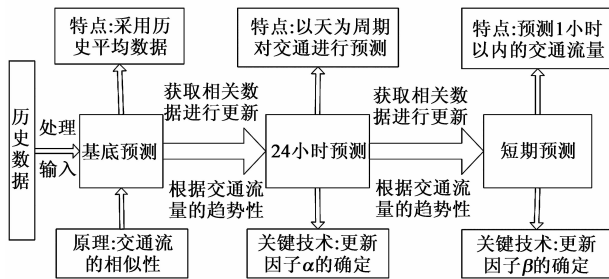 特点:采用历
史平均数据
特点:以天为周期
对交通进行预测
特点:预测1小时
以内的交通流量
历史数据
处理
输入
基底预测
获取相关数
据进行更新
根据交通流
量的趋势性
24小时预测
获取相关数
据进行更新
根据交通流
量的趋势性
短期预测
原理:交通流
的相似性
关键技术:更新
因子α的确定
关键技术:更新
因子β的确定